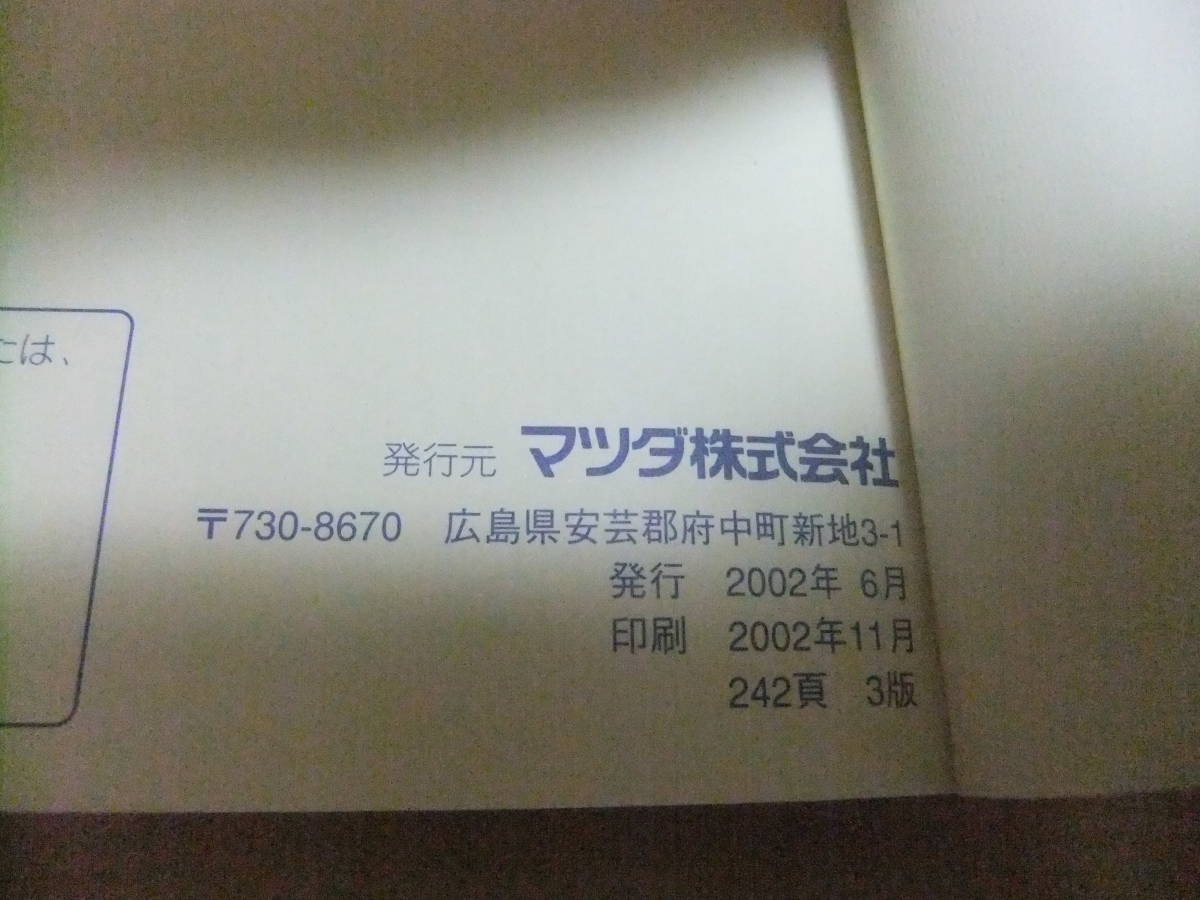 たは、
発行元 マツダ株式会社
〒730-8670 広島県安芸郡府中町新地3-1
発行 2002年 6月
印刷 2002年11月
242頁 3版